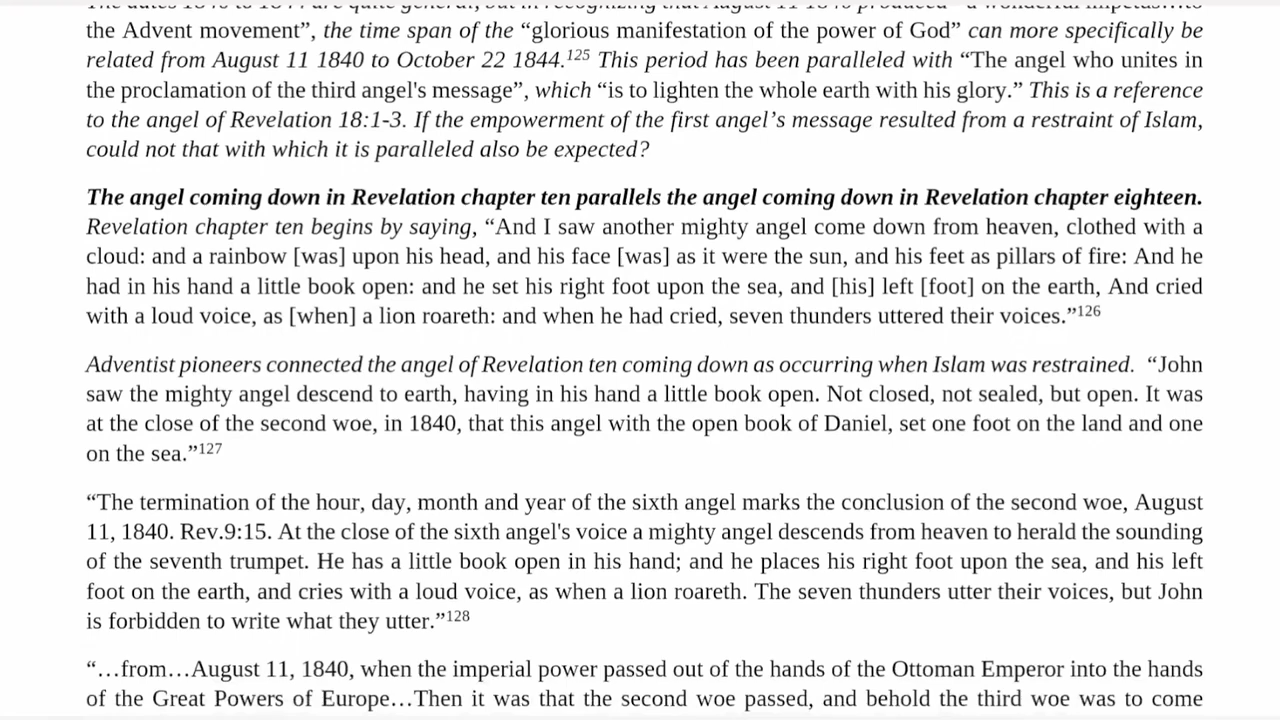 the Advent movement”, the time span of the “glorious manifestation of the power of God” can more specifically be
related from August 11 1840 to October 22 1844.125 This period has been paralleled with “The angel who unites in
the proclamation of the third angel's message”, which “is to lighten the whole earth with his glory.” This is a reference
to the angel of Revelation 18:1-3. If the empowerment of the first angel’s message resulted from a restraint of Islam,
could not that with which it is paralleled also be expected?
The angel coming down in Revelation chapter ten parallels the angel coming down in Revelation chapter eighteen.
Revelation chapter ten begins by saying, “And I saw another mighty angel come down from heaven, clothed with a
cloud: and a rainbow [was] upon his head, and his face [was] as it were the sun, and his feet as pillars of fire: And he
had in his hand a little book open: and he set his right foot upon the sea, and [his] left [foot] on the earth, And cried
with a loud voice, as [when] a lion roareth: and when he had cried, seven thunders uttered their voices.”126
Adventist pioneers connected the angel of Revelation ten coming down as occurring when Islam was restrained. “John
saw the mighty angel descend to earth, having in his hand a little book open. Not closed, not sealed, but open. It was
at the close of the second woe, in 1840, that this angel with the open book of Daniel, set one foot on the land and one
on the sea.”127
“The termination of the hour, day, month and year of the sixth angel marks the conclusion of the second woe, August
11, 1840. Rev.9:15. At the close of the sixth angel's voice a mighty angel descends from heaven to herald the sounding
of the seventh trumpet. He has a little book open in his hand; and he places his right foot upon the sea, and his left
foot on the earth, and cries with a loud voice, as when a lion roareth. The seven thunders utter their voices, but John
is forbidden to write what they utter.”128
“…from…August 11, 1840, when the imperial power passed out of the hands of the Ottoman Emperor into the hands
of the Great Powers of Europe…Then it was that the second woe passed, and behold the third woe was to come